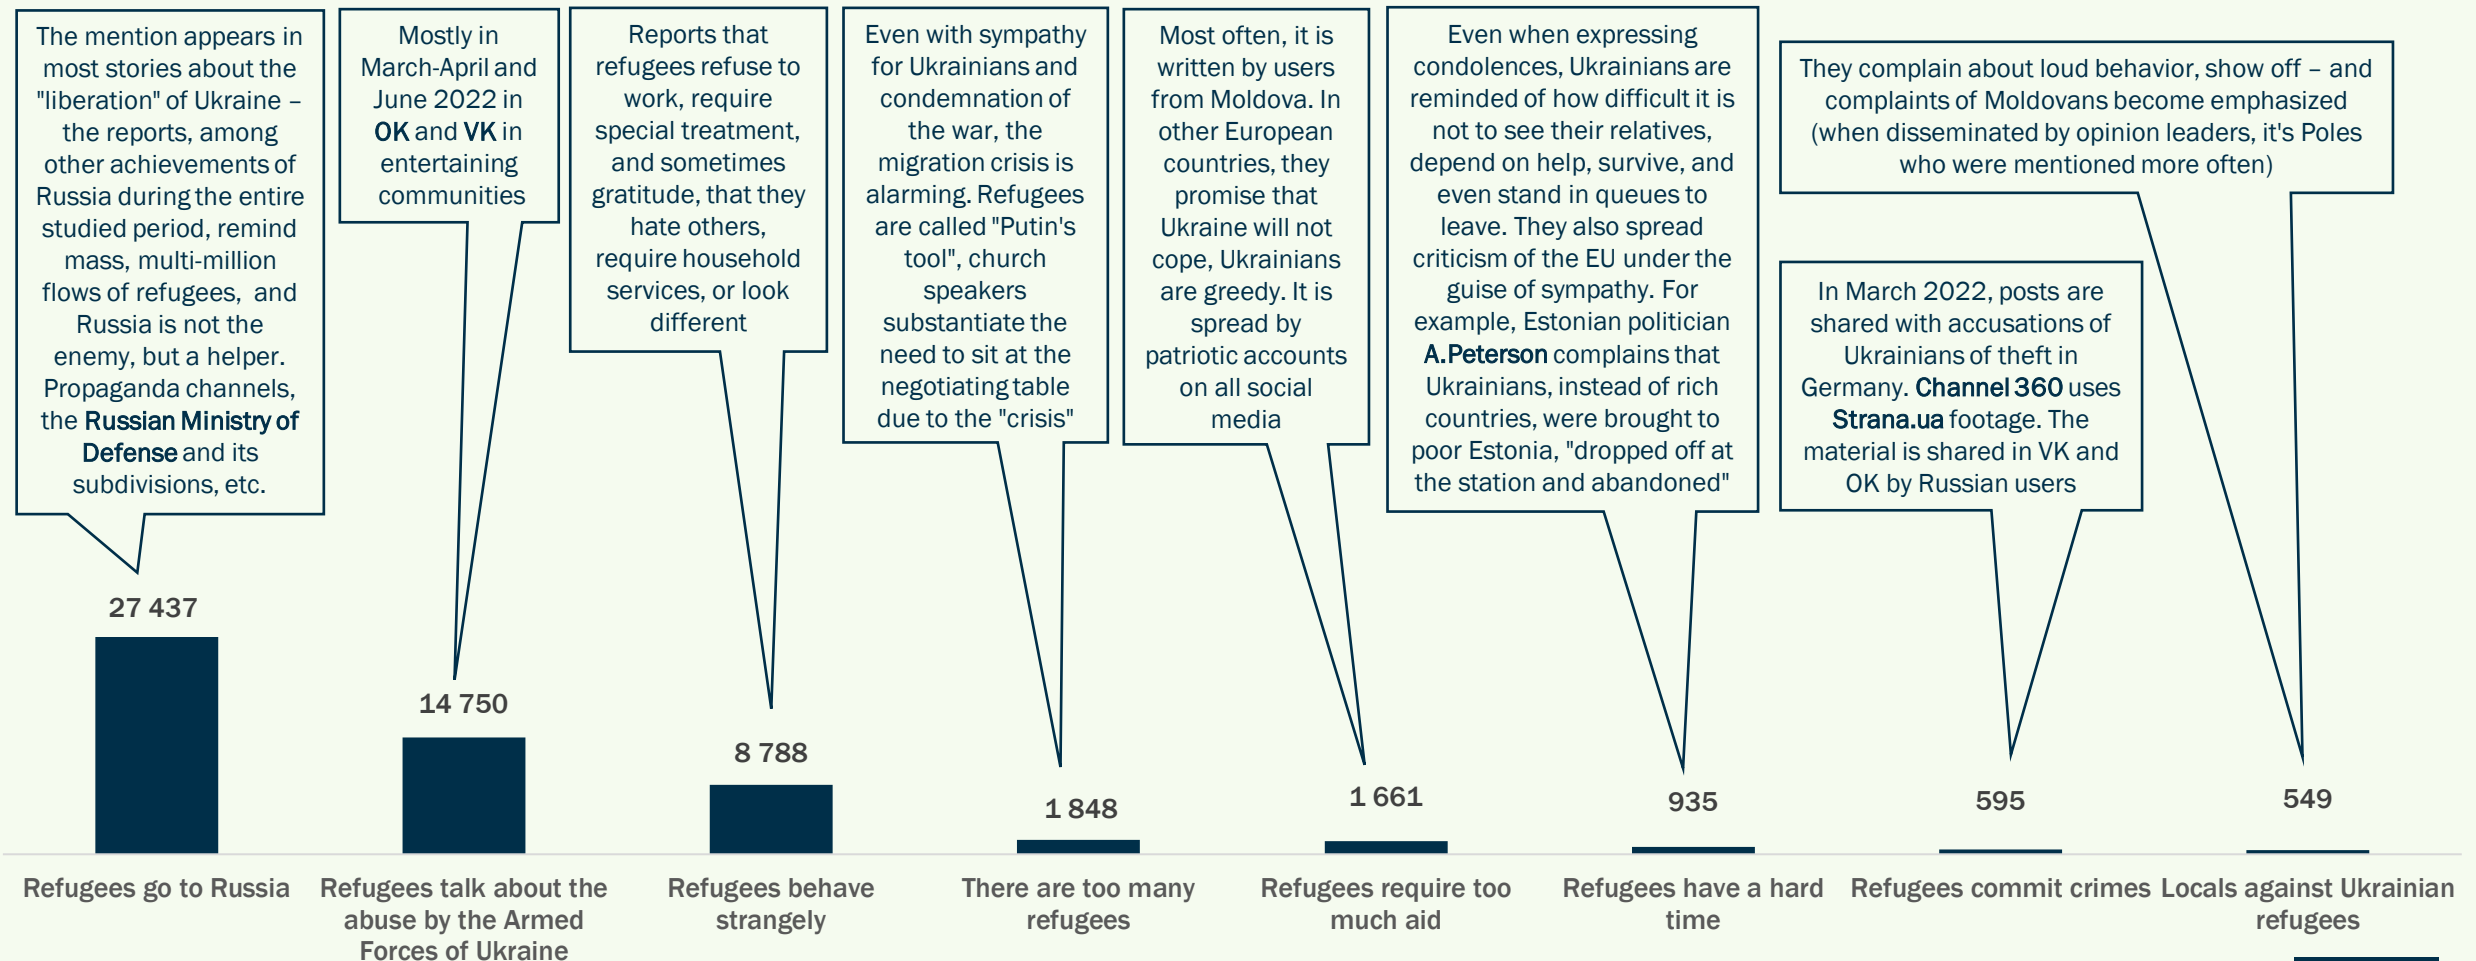 The mention appears in
most stories about the
"liberation" of Ukraine –
the reports, among
other achievements of
Russia during the entire
studied period, remind
mass, multi-million
flows of refugees, and
Russia is not the
enemy, but a helper.
Propaganda channels,
the Russian Ministry of
Defense and its
subdivisions, etc.
Mostly in
March-April and
June 2022 in
OK and VK in
entertaining
communities
Reports that
refugees refuse to
work, require
special treatment,
and sometimes
gratitude, that they
hate others,
require household
services, or look
different
Even with sympathy
for Ukrainians and
condemnation of
the war, the
migration crisis is
alarming. Refugees
are called "Putin's
tool", church
speakers
substantiate the
need to sit at the
negotiating table
due to the "crisis"
Most often, it is
written by users
from Moldova. In
other European
countries, they
promise that
Ukraine will not
cope, Ukrainians
are greedy. It is
spread by
patriotic accounts
on all social
media
Even when expressing
condolences, Ukrainians are
reminded of how difficult it is
not to see their relatives,
depend on help, survive, and
even stand in queues to
leave. They also spread
criticism of the EU under the
guise of sympathy. For
example, Estonian politician
A.Peterson complains that
Ukrainians, instead of rich
countries, were brought to
poor Estonia, "dropped off at
the station and abandoned"
They complain about loud behavior, show off – and
complaints of Moldovans become emphasized
(when disseminated by opinion leaders, it's Poles
who were mentioned more often)
In March 2022, posts are
shared with accusations of
Ukrainians of theft in
Germany. Channel 360 uses
Strana.ua footage. The
material is shared in VK and
OK by Russian users
27 437
14 750
8 788
1 848
1 661
935
595
549
Refugees go to Russia
Refugees talk about the
abuse by the Armed
Forces of Ukraine
Refugees behave
strangely
There are too many
refugees
Refugees require too
much aid
Refugees have a hard
time
Refugees commit crimes
Locals against Ukrainian
refugees